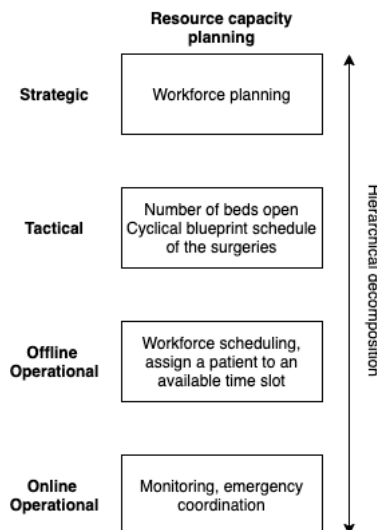 Resource capacity
planning
Strategic
Workforce planning
Tactical
Number of beds open
Cyclical blueprint schedule
of the surgeries
Offline
Operational
Workforce scheduling,
assign a patient to an
available time slot
Online
Operational
Monitoring, emergency
coordination
Hierarchical decomposition